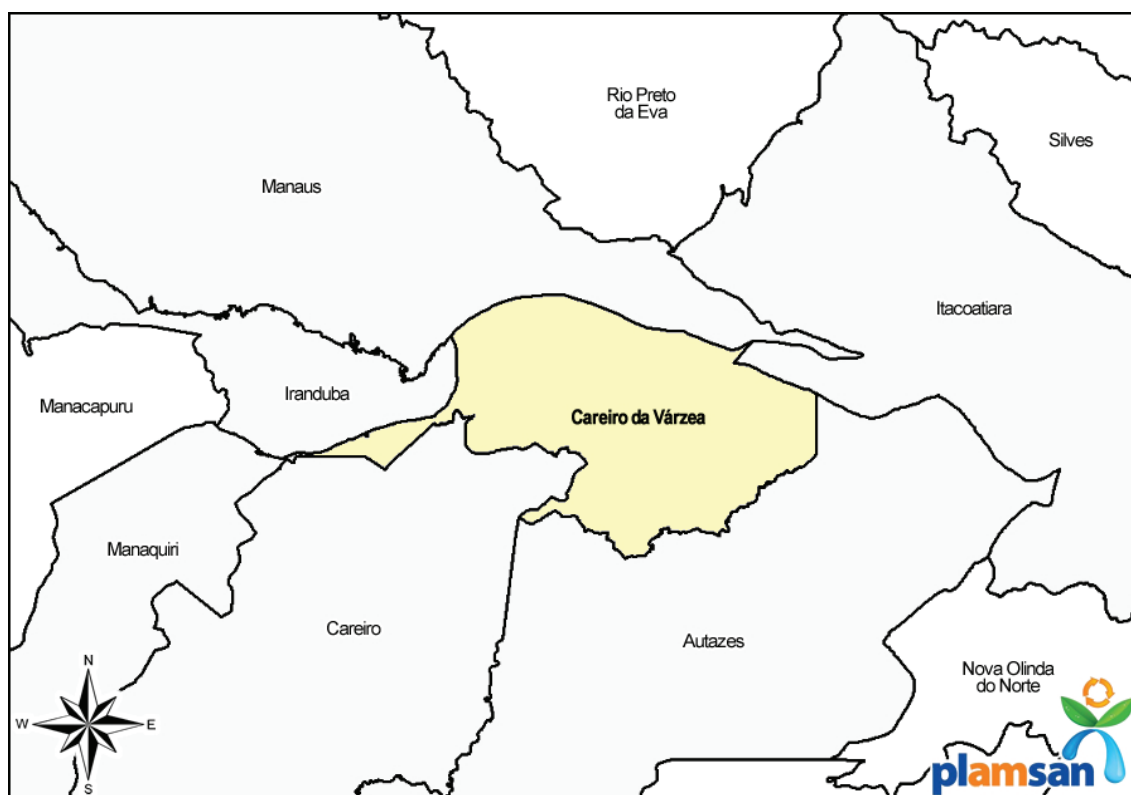 Rio Preto
da Eva
Silves
Manaus
Itacoatiara
Iranduba
Manacapuru
Careiro da Várzea
Manaquiri
Careiro
Autazes
Nova Olinda
do Norte
N
W E
S
plamsan